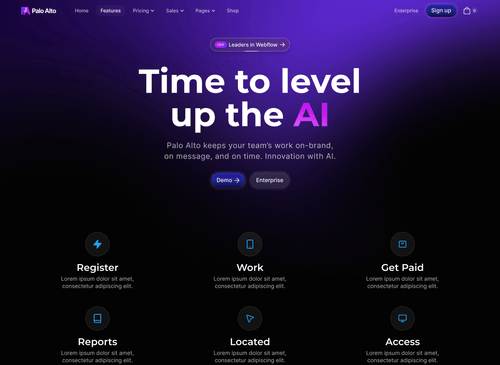 Palo Alto
Home Features Pricing Sales Pages Shop
Enterprise Sign up 0
Leaders in Webflow →
Time to level
up the AI
Palo Alto keeps your team's work on-brand,
on message, and on time. Innovation with AI.
Demo → Enterprise
Register Work Get Paid
Lorem ipsum dolor sit amet, Lorem ipsum dolor sit amet, Lorem ipsum dolor sit amet,
consectetur adipiscing elit. consectetur adipiscing elit. consectetur adipiscing elit.
Reports Located Access
Lorem ipsum dolor sit amet, Lorem ipsum dolor sit amet, Lorem ipsum dolor sit amet,
consectetur adipiscing elit. consectetur adipiscing elit. consectetur adipiscing elit.